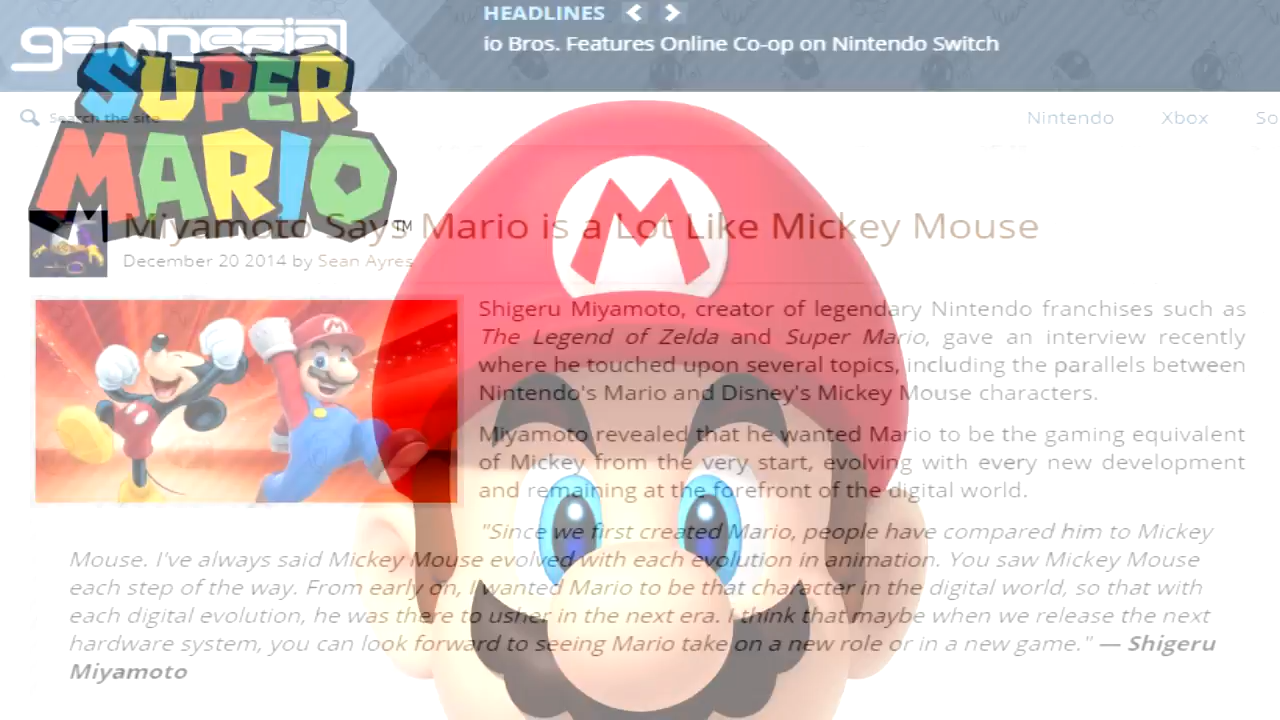 gamnesia
HEADLINES
io Bros. Features Online Co-op on Nintendo Switch
SUPER
MARIO
TM
Search the site
Nintendo Xbox So
Miyamoto Says Mario is a Lot Like Mickey Mouse
December 20 2014 by Sean Ayres
M
Shigeru Miyamoto, creator of legendary Nintendo franchises such as
The Legend of Zelda and Super Mario, gave an interview recently
where he touched upon several topics, including the parallels between
Nintendo's Mario and Disney's Mickey Mouse characters.
Miyamoto revealed that he wanted Mario to be the gaming equivalent
of Mickey from the very start, evolving with every new development
and remaining at the forefront of the digital world.
"Since we first created Mario, people have compared him to Mickey
Mouse. I've always said Mickey Mouse evolved with each evolution in animation. You saw Mickey Mouse
each step of the way. From early on, I wanted Mario to be that character in the digital world, so that with
each digital evolution, he was there to usher in the next era. I think that maybe when we release the next
hardware system, you can look forward to seeing Mario take on a new role or in a new game." — Shigeru
Miyamoto